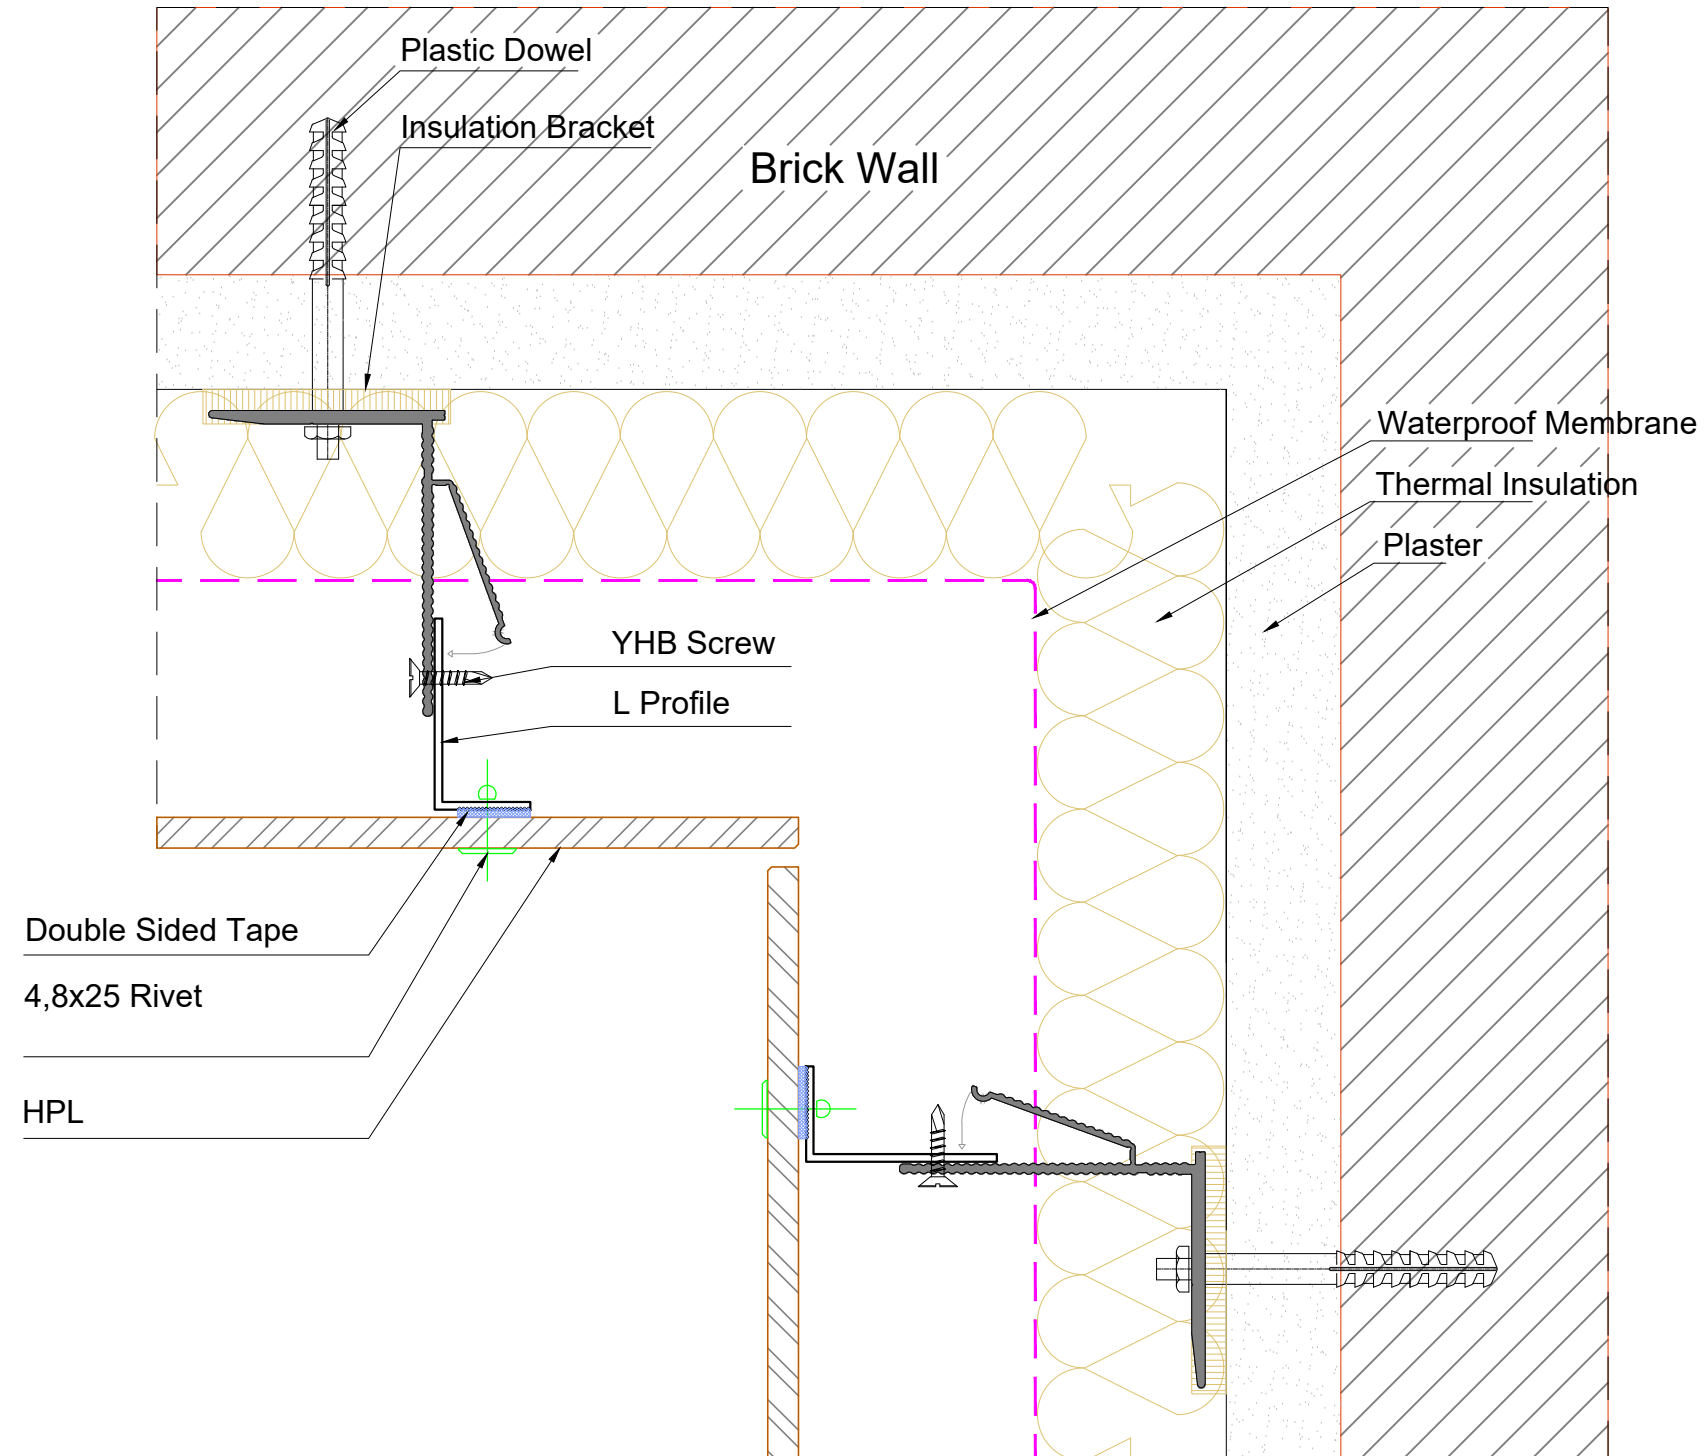 Plastic Dowel
Insulation Bracket
Brick Wall
Waterproof Membrane
Thermal Insulation
Plaster
YHB Screw
L Profile
Double Sided Tape
4,8x25 Rivet
HPL